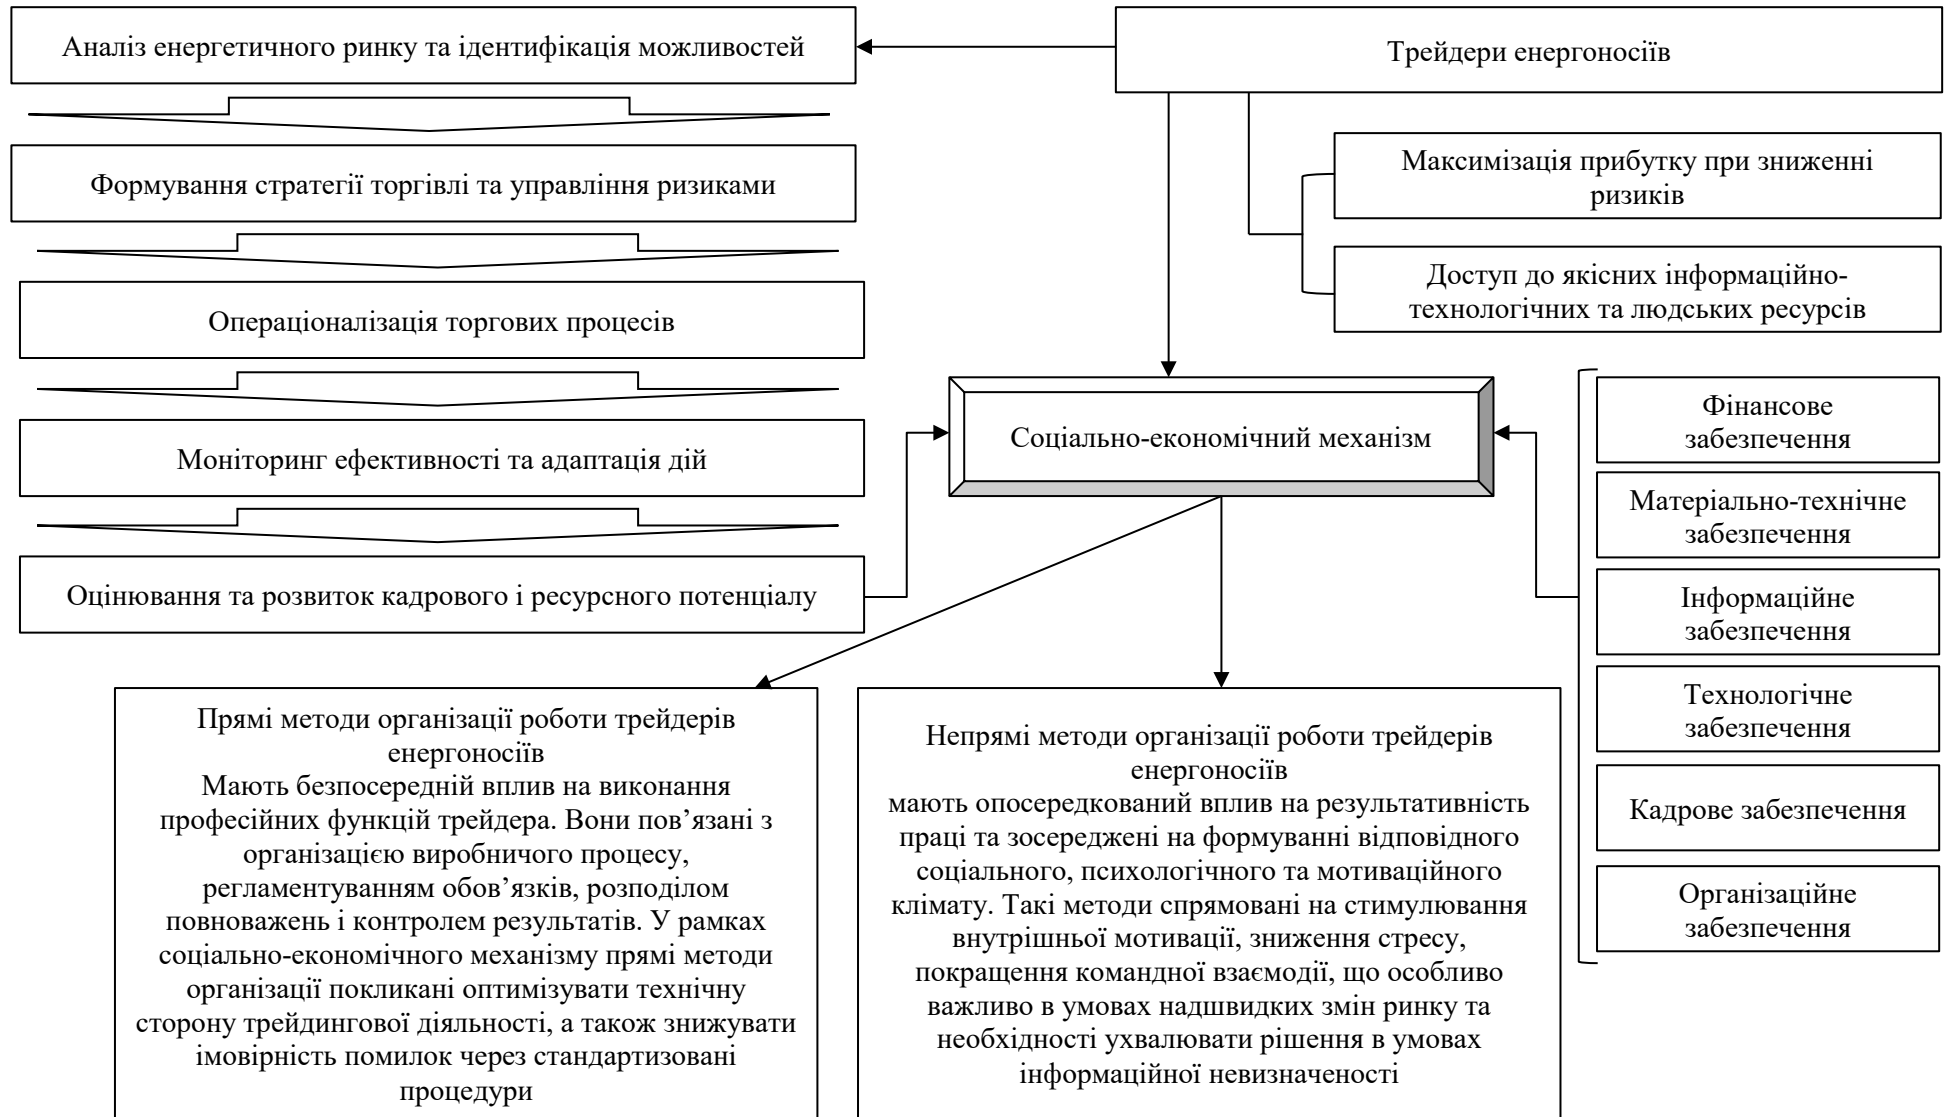 Аналіз енергетичного ринку та ідентифікація можливостей
Трейдери енергоносіїв
Формування стратегії торгівлі та управління ризиками
Максимізація прибутку при зниженні
ризиків
Доступ до якісних інформаційно-
технологічних та людських ресурсів
Операціоналізація торгових процесів
Моніторинг ефективності та адаптація дій
Оцінювання та розвиток кадрового і ресурсного потенціалу
Соціально-економічний механізм
Фінансове
забезпечення
Матеріально-технічне
забезпечення
Інформаційне
забезпечення
Технологічне
забезпечення
Кадрове забезпечення
Організаційне
забезпечення
Прямі методи організації роботи трейдерів
енергоносіїв
Мають безпосередній вплив на виконання
професійних функцій трейдера. Вони пов’язані з
організацією виробничого процесу,
регламентуванням обов’язків, розподілом
повноважень і контролем результатів. У рамках
соціально-економічного механізму прямі методи
організації покликані оптимізувати технічну
сторону трейдингової діяльності, а також знижувати
імовірність помилок через стандартизовані
процедури
Непрямі методи організації роботи трейдерів
енергоносіїв
мають опосередкований вплив на результативність
праці та зосереджені на формуванні відповідного
соціального, психологічного та мотиваційного
клімату. Такі методи спрямовані на стимулювання
внутрішньої мотивації, зниження стресу,
покращення командної взаємодії, що особливо
важливо в умовах надшвидких змін ринку та
необхідності ухвалювати рішення в умовах
інформаційної невизначеності